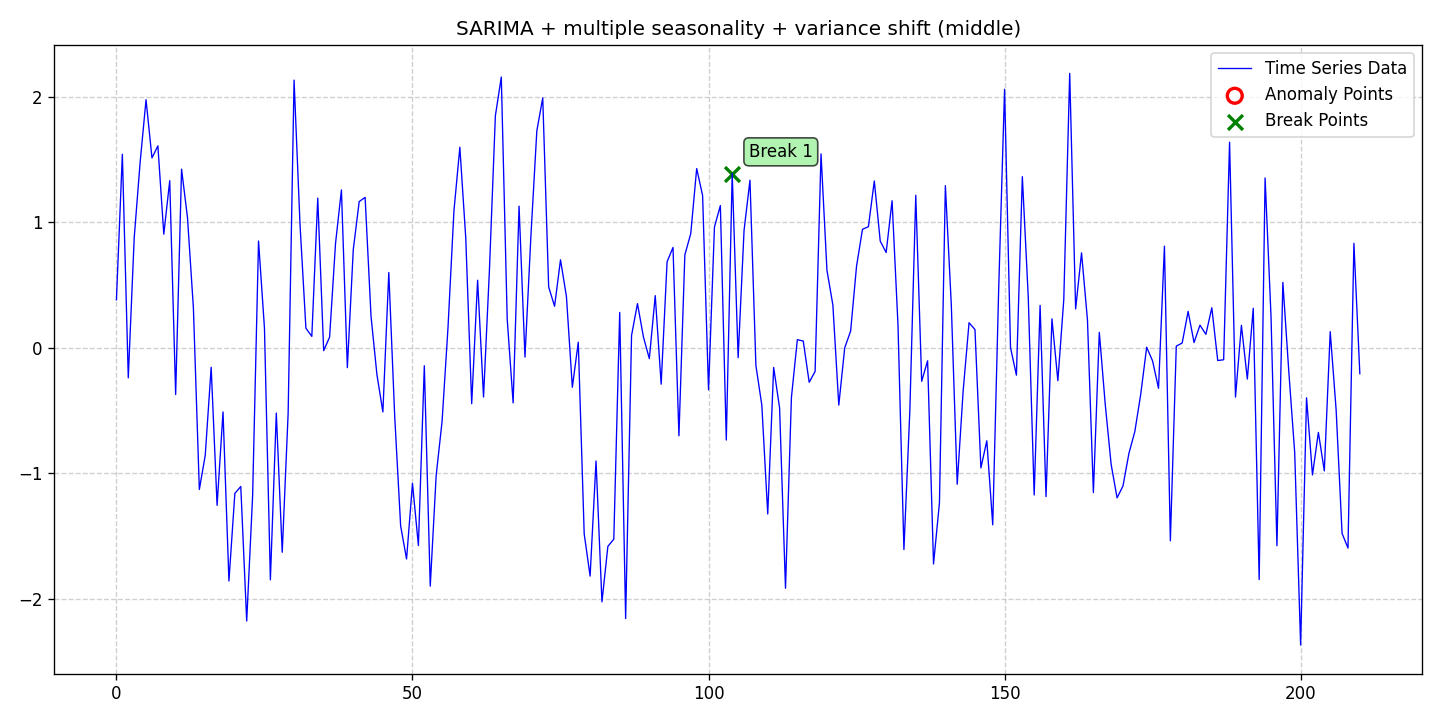 SARIMA + multiple seasonality + variance shift (middle)
Time Series Data
Anomaly Points
Break Points
Break 1
2
1
0
−1
−2
0
50
100
150
200